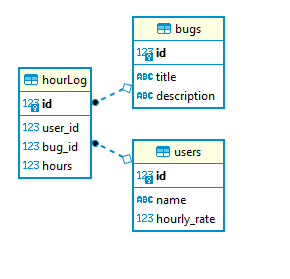 bugs
123 id
ABC title
ABC description
hourLog
123 id
123 user_id
123 bug_id
123 hours
users
123 id
ABC name
123 hourly_rate